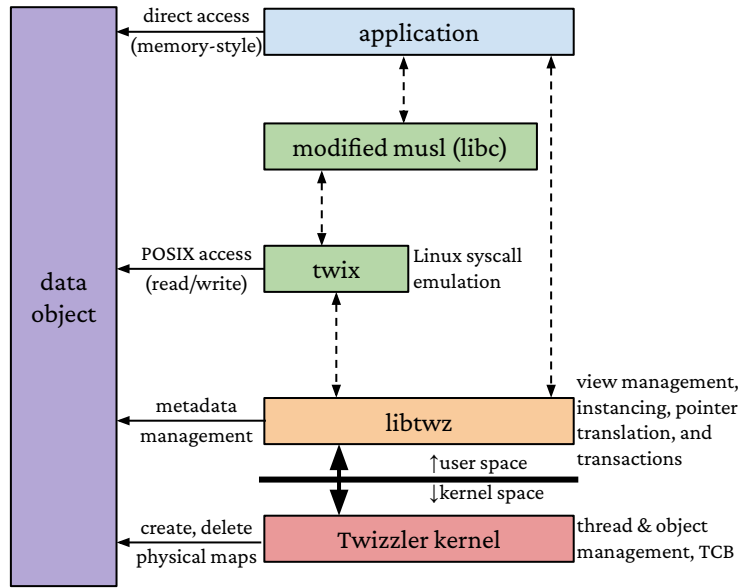 direct access
(memory-style)
application
modified musl (libc)
POSIX access
(read/write)
twix
Linux syscall
emulation
data
object
metadata
management
libtwz
view management,
instancing, pointer
translation, and
transactions
↑user space
↓kernel space
create, delete
physical maps
Twizzler kernel
thread & object
management, TCB